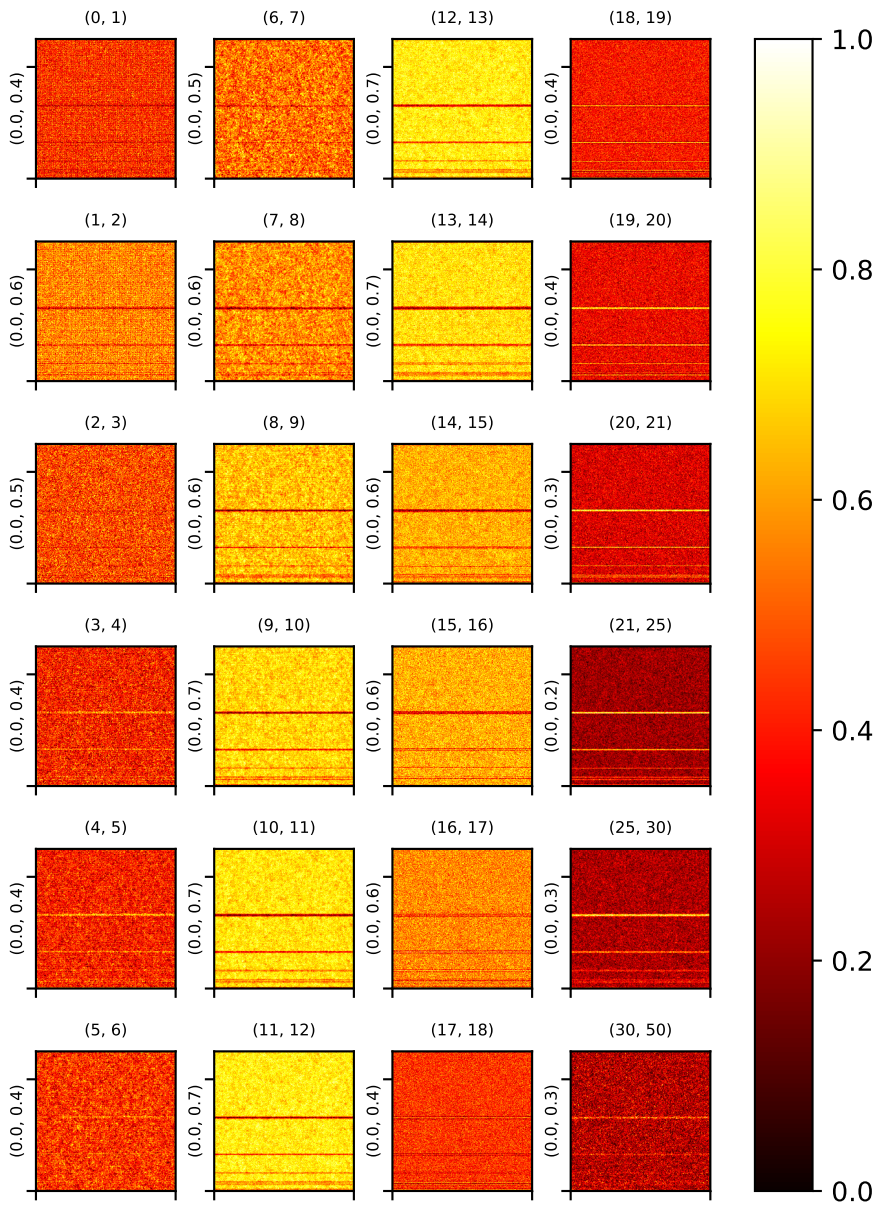 (0, 1) (6, 7) (12, 13) (18, 19) 1.0
(0.0, 0.4) (0.0, 0.5) (0.0, 0.7) (0.0, 0.4)
(1, 2) (7, 8) (13, 14) (19, 20) 0.8
(0.0, 0.6) (0.0, 0.6) (0.0, 0.7) (0.0, 0.4)
(2, 3) (8, 9) (14, 15) (20, 21) 0.6
(0.0, 0.5) (0.0, 0.6) (0.0, 0.6) (0.0, 0.3)
(3, 4) (9, 10) (15, 16) (21, 25) 0.4
(0.0, 0.4) (0.0, 0.7) (0.0, 0.6) (0.0, 0.2)
(4, 5) (10, 11) (16, 17) (25, 30) 0.2
(0.0, 0.4) (0.0, 0.7) (0.0, 0.6) (0.0, 0.3)
(5, 6) (11, 12) (17, 18) (30, 50)
(0.0, 0.4) (0.0, 0.7) (0.0, 0.4) (0.0, 0.3) 0.0